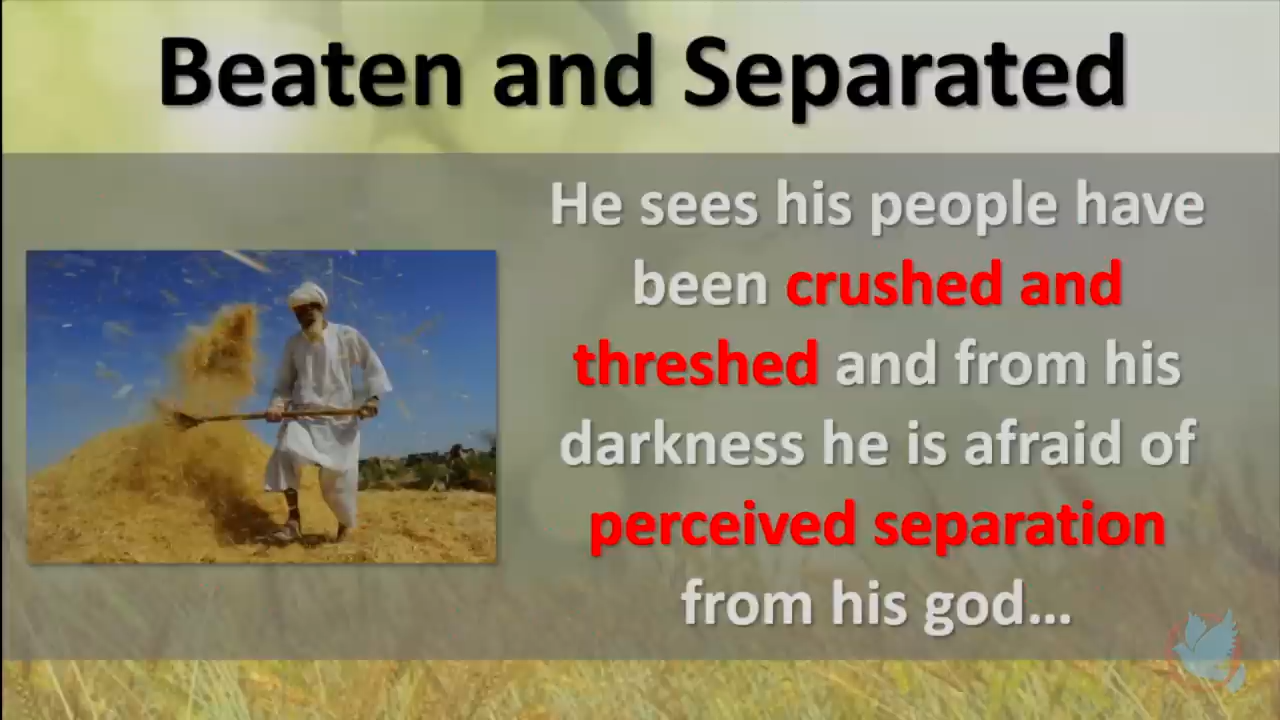 Beaten and Separated
He sees his people have
been crushed and
threshed and from his
darkness he is afraid of
perceived separation
from his god...